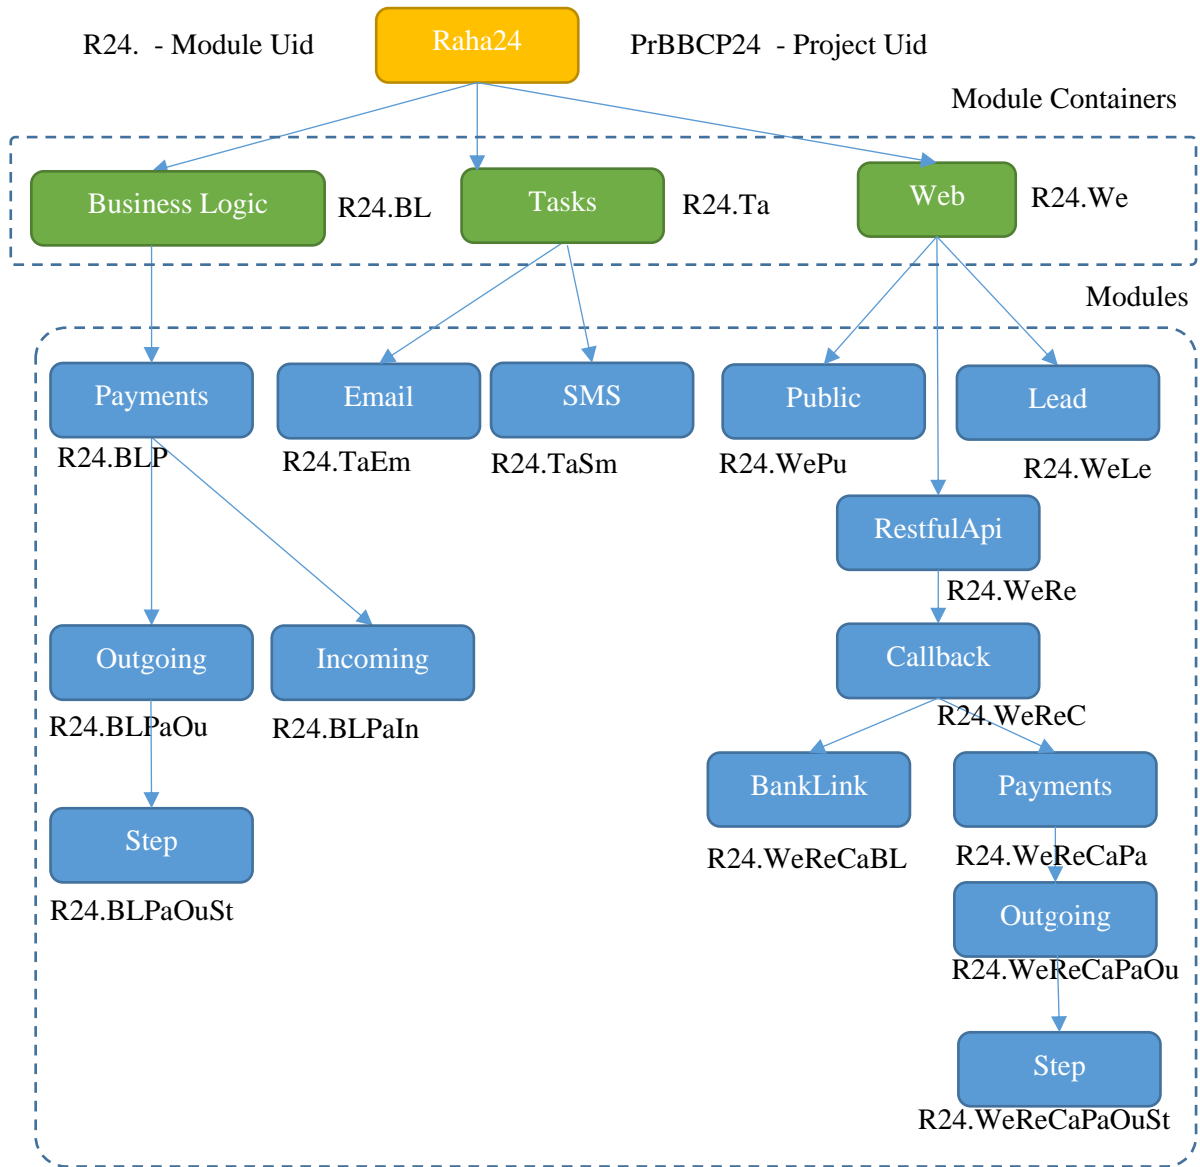 R24. - Module Uid
Raha24
PrBBCP24 - Project Uid
Module Containers
Business Logic
R24.BL
Tasks
R24.Ta
Web
R24.We
Modules
Payments
Email
SMS
Public
Lead
R24.BLP
R24.TaEm
R24.TaSm
R24.WePu
R24.WeLe
RestfulApi
R24.WeRe
Outgoing
Incoming
Callback
R24.BLPaOu
R24.BLPaIn
R24.WeReC
BankLink
Payments
Step
R24.WeReCaBL
R24.WeReCaPa
R24.BLPaOuSt
Outgoing
R24.WeReCaPaOu
Step
R24.WeReCaPaOuSt